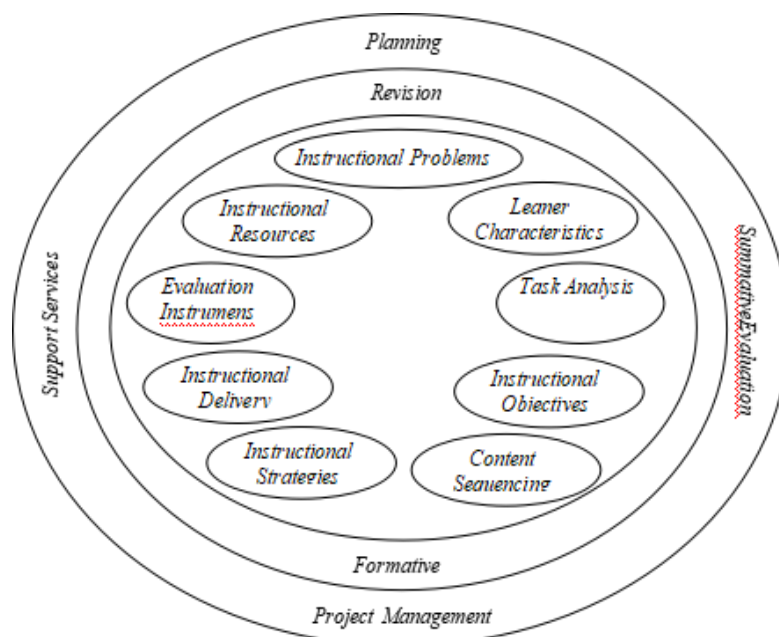 Planning
Revision
Instructional Problems
Instructional
Resources
Leaner
Characteristics
Evaluation
Instrumens
Task Analysis
Support Services
SummativeEvaluation
Instructional
Delivery
Instructional
Objectives
Instructional
Strategies
Content
Sequencing
Formative
Project Management